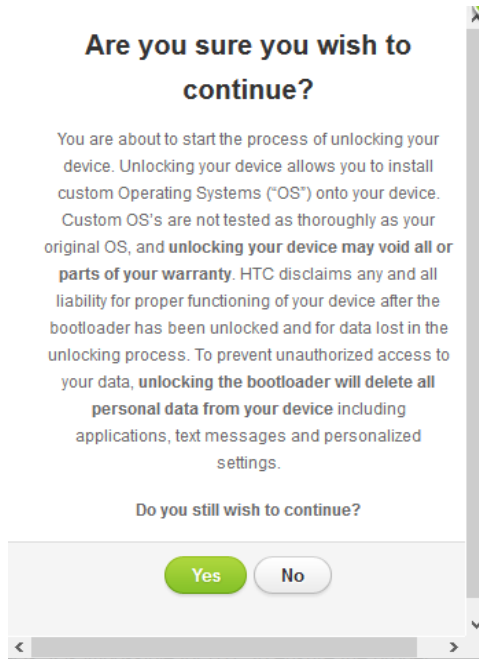 Are you sure you wish to
continue?
You are about to start the process of unlocking your
device. Unlocking your device allows you to install
custom Operating Systems (“OS”) onto your device.
Custom OS's are not tested as thoroughly as your
original OS, and unlocking your device may void all or
parts of your warranty. HTC disclaims any and all
liability for proper functioning of your device after the
bootloader has been unlocked and for data lost in the
unlocking process. To prevent unauthorized access to
your data, unlocking the bootloader will delete all
personal data from your device including
applications, text messages and personalized
settings.
Do you still wish to continue?
Yes No